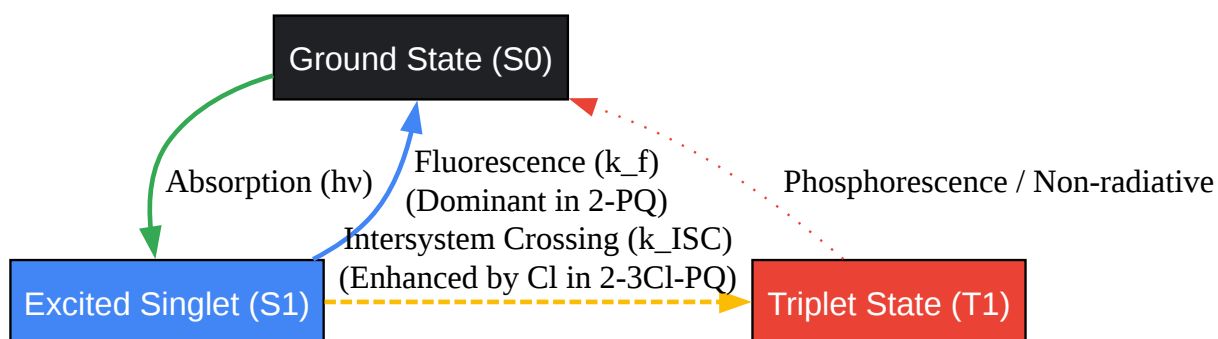 Ground State (S0)
Absorption (hν)
Fluorescence (k_f)
(Dominant in 2-PQ)
Phosphorescence / Non-radiative
Intersystem Crossing (k_ISC)
(Enhanced by Cl in 2-3Cl-PQ)
Excited Singlet (S1)
Triplet State (T1)